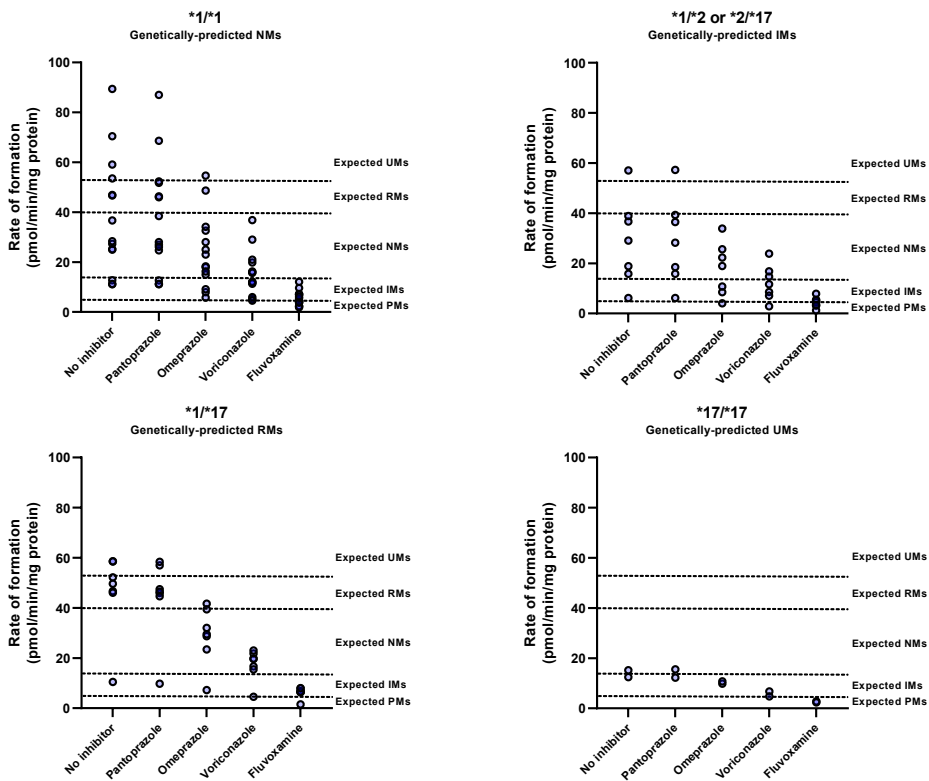 *1/*1
Genetically-predicted NMs
Rate of formation
(pmol/min/mg protein)
100
80
60
40
20
0
Expected UMs
Expected RMs
Expected NMs
Expected IMs
Expected PMs
No inhibitor
Pantoprazole
Omeprazole
Voriconazole
Fluvoxamine
*1/*2 or *2/*17
Genetically-predicted IMs
Rate of formation
(pmol/min/mg protein)
100
80
60
40
20
0
Expected UMs
Expected RMs
Expected NMs
Expected IMs
Expected PMs
No inhibitor
Pantoprazole
Omeprazole
Voriconazole
Fluvoxamine
*1/*17
Genetically-predicted RMs
Rate of formation
(pmol/min/mg protein)
100
80
60
40
20
0
Expected UMs
Expected RMs
Expected NMs
Expected IMs
Expected PMs
No inhibitor
Pantoprazole
Omeprazole
Voriconazole
Fluvoxamine
*17/*17
Genetically-predicted UMs
Rate of formation
(pmol/min/mg protein)
100
80
60
40
20
0
Expected UMs
Expected RMs
Expected NMs
Expected IMs
Expected PMs
No inhibitor
Pantoprazole
Omeprazole
Voriconazole
Fluvoxamine